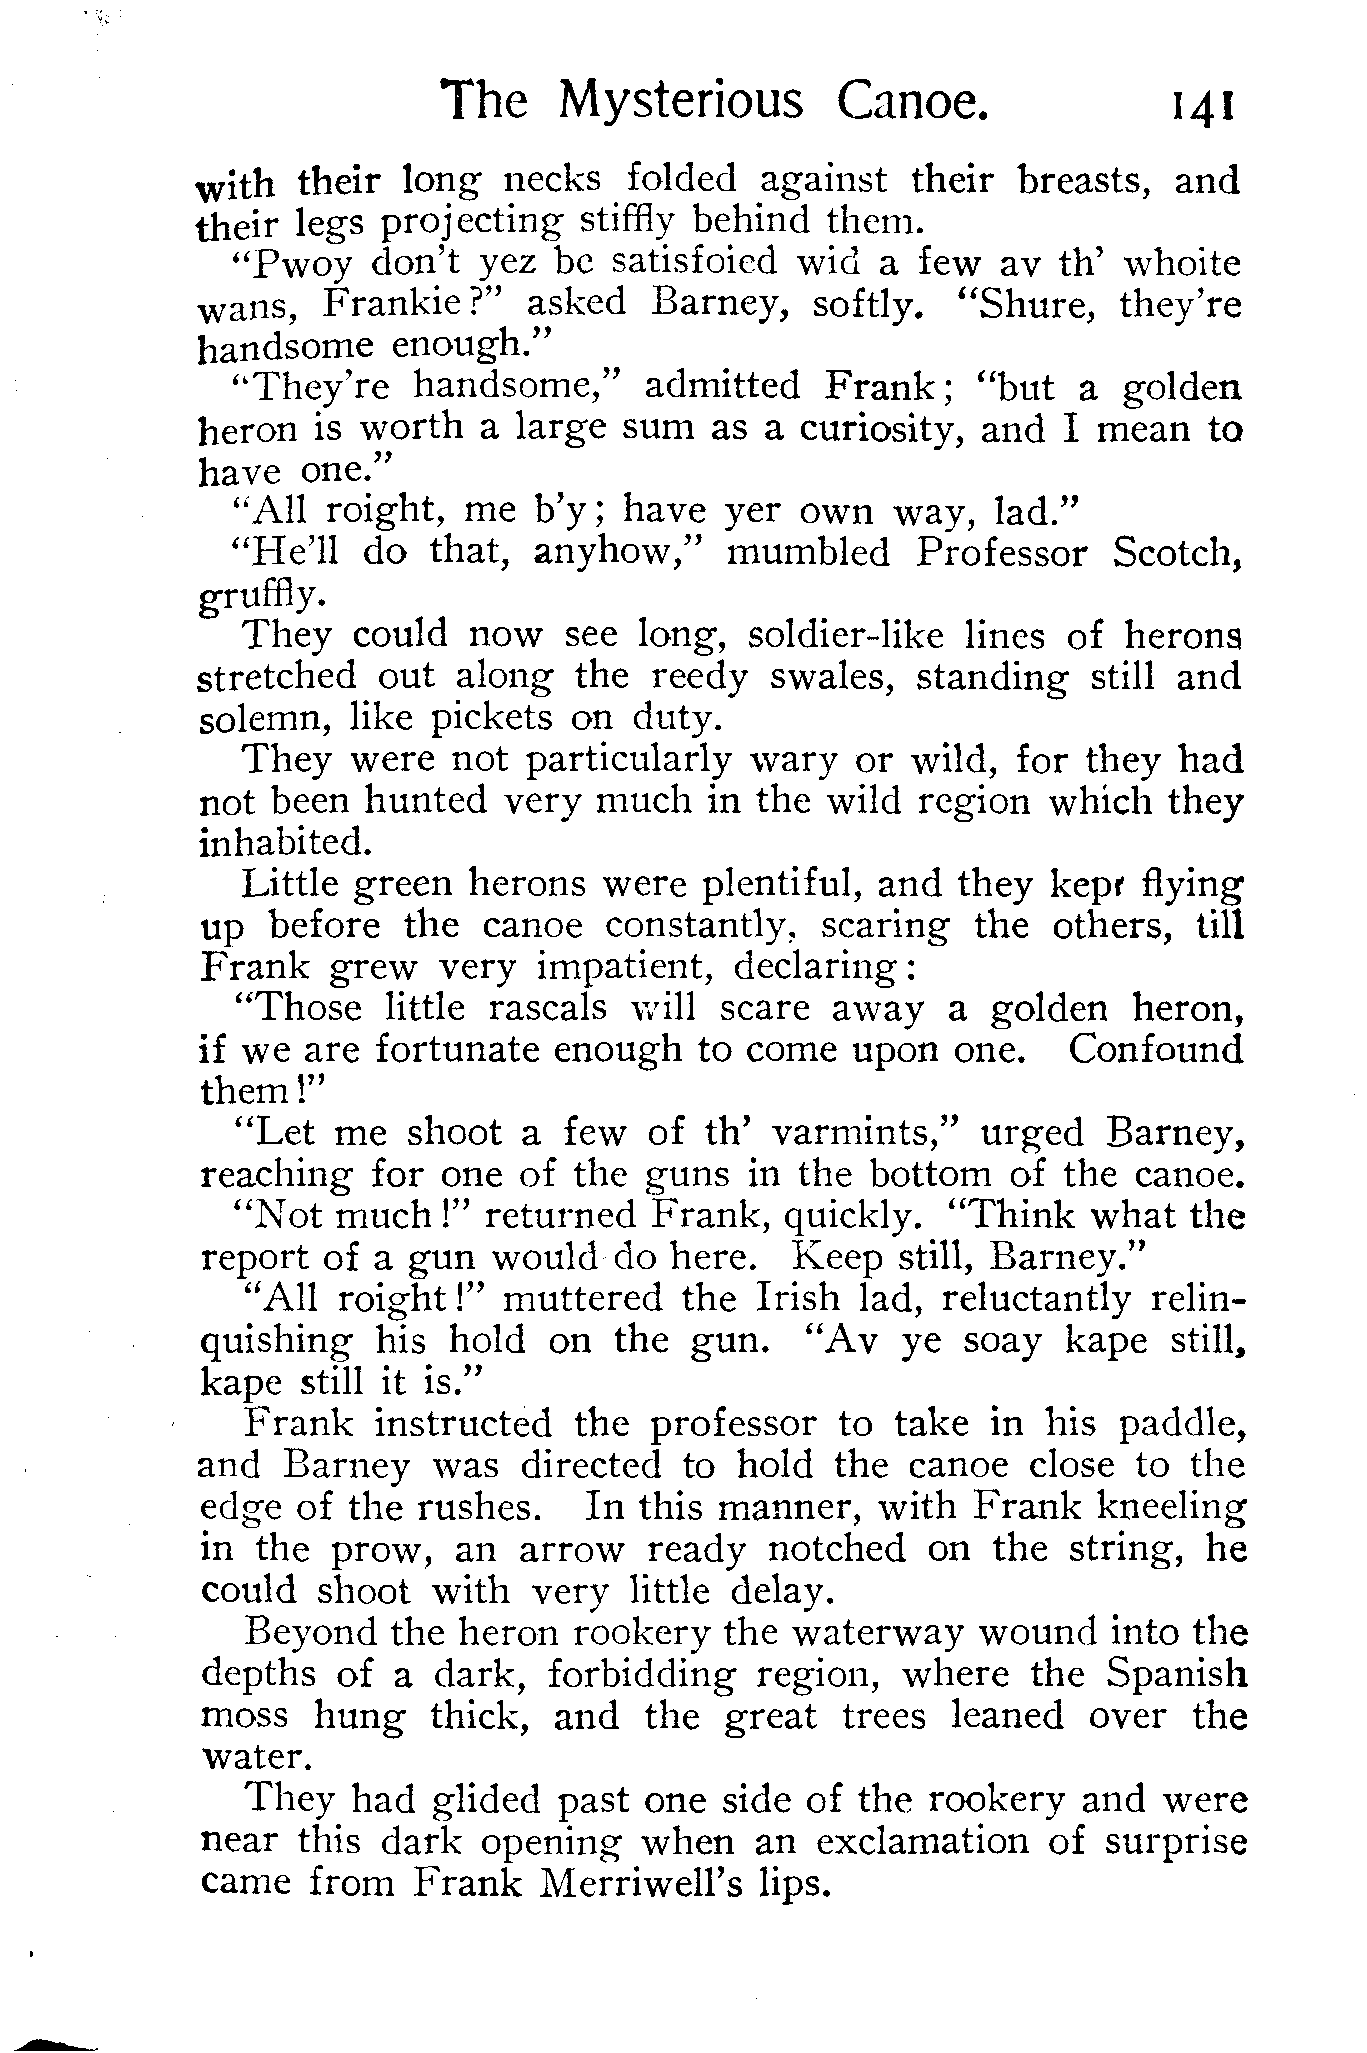 The Mysterious Canoe. 141
with their long necks folded against their breasts, and
their legs projecting stiffly behind them.
“Pwoy don’t yez be satisfoied wid a few av th’ whoite
wans, Frankie?” asked Barney, softly. “Shure, they’re
handsome enough.”
“They’re handsome,” admitted Frank; “but a golden
heron is worth a large sum as a curiosity, and I mean to
have one.”
“All roight, me b’y; have yer own way, lad.”
“He’ll do that, anyhow,” mumbled Professor Scotch,
gruffly.
They could now see long, soldier-like lines of herons
stretched out along the reedy swales, standing still and
solemn, like pickets on duty.
They were not particularly wary or wild, for they had
not been hunted very much in the wild region which they
inhabited.
Little green herons were plentiful, and they kept flying
up before the canoe constantly, scaring the others, till
Frank grew very impatient, declaring:
“Those little rascals will scare away a golden heron,
if we are fortunate enough to come upon one. Confound
them!”
“Let me shoot a few of th’ varmints,” urged Barney,
reaching for one of the guns in the bottom of the canoe.
“Not much!” returned Frank, quickly. “Think what the
report of a gun would do here. Keep still, Barney.”
“All roight!” muttered the Irish lad, reluctantly relin-
quishing his hold on the gun. “Av ye soay kape still,
kape still it is.”
Frank instructed the professor to take in his paddle,
and Barney was directed to hold the canoe close to the
edge of the rushes. In this manner, with Frank kneeling
in the prow, an arrow ready notched on the string, he
could shoot with very little delay.
Beyond the heron rookery the waterway wound into the
depths of a dark, forbidding region, where the Spanish
moss hung thick, and the great trees leaned over the
water.
They had glided past one side of the rookery and were
near this dark opening when an exclamation of surprise
came from Frank Merriwell’s lips.